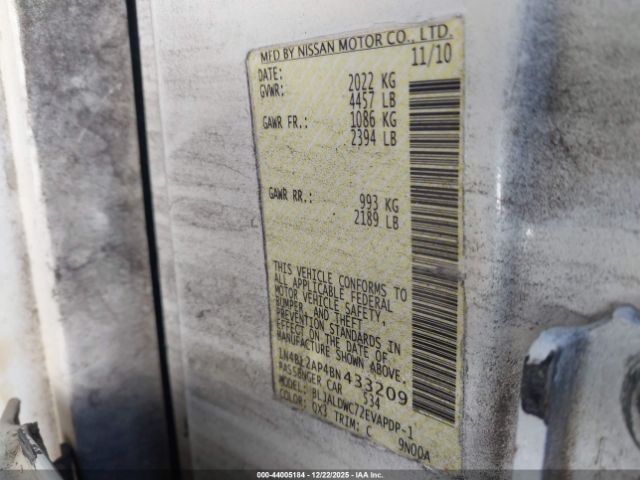 MFD BY NISSAN MOTOR CO., LTD.
DATE: 11/10
GVWR: 2022 KG
4457 LB
GAWR FR.: 1086 KG
2394 LB
GAWR RR.: 993 KG
2189 LB
THIS VEHICLE CONFORMS TO
ALL APPLICABLE FEDERAL
MOTOR VEHICLE SAFETY,
BUMPER, AND THEFT
PREVENTION STANDARDS IN
EFFECT ON THE DATE OF
MANUFACTURE SHOWN ABOVE.
1N4BL2AP4BN433209
PASSENGER CAR 534
MODEL: BLJALDWC72EVAPDP-1
COLOR: QX3 TRIM: C 9N00A
000-44005184 - 12/22/2025 - IAAI.COM